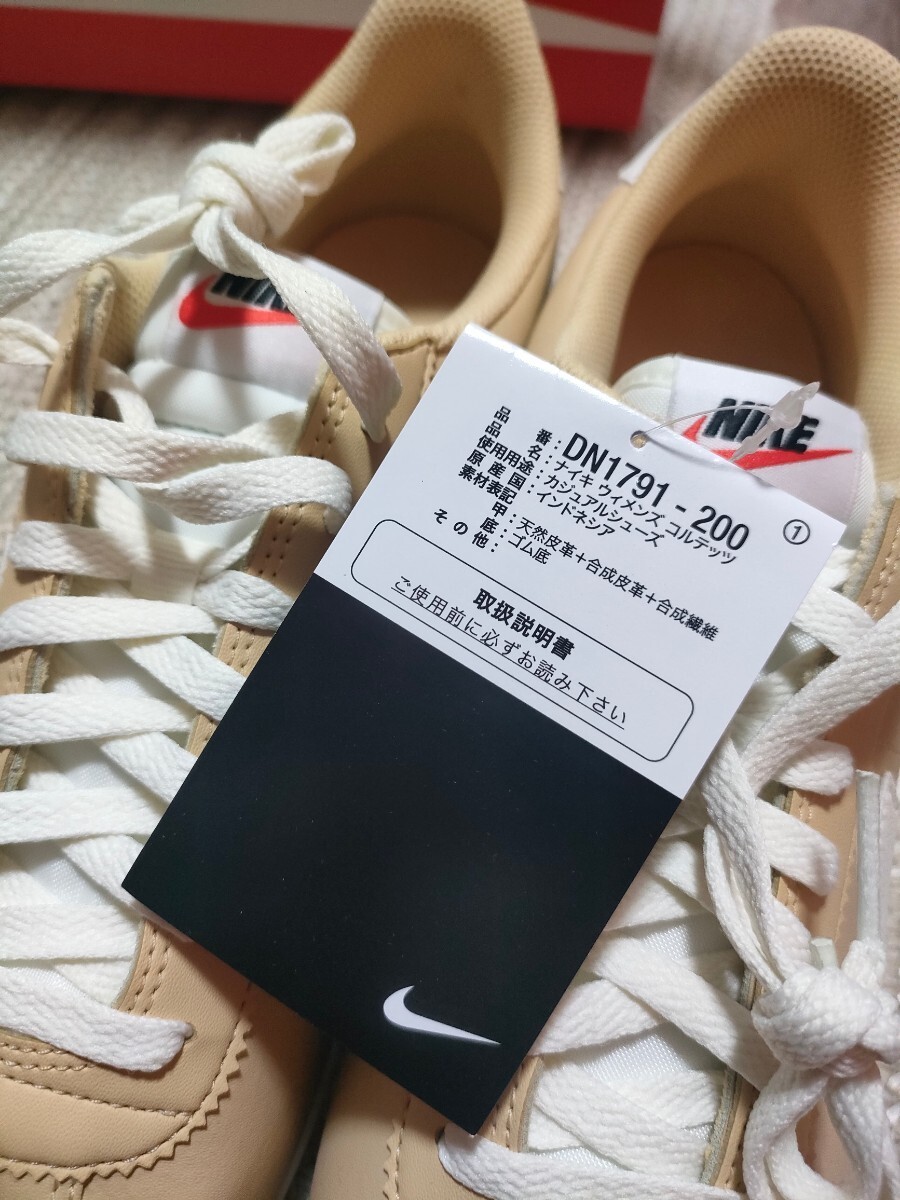 NIKE
NIKE
①
品番：DN1791-200
品名：ナイキ ウィメンズ コルテッツ
使用用途：カジュアルシューズ
原産国：インドネシア
素材表記
甲：天然皮革＋合成皮革＋合成繊維
底：ゴム底
その他：
取扱説明書
ご使用前に必ずお読み下さい